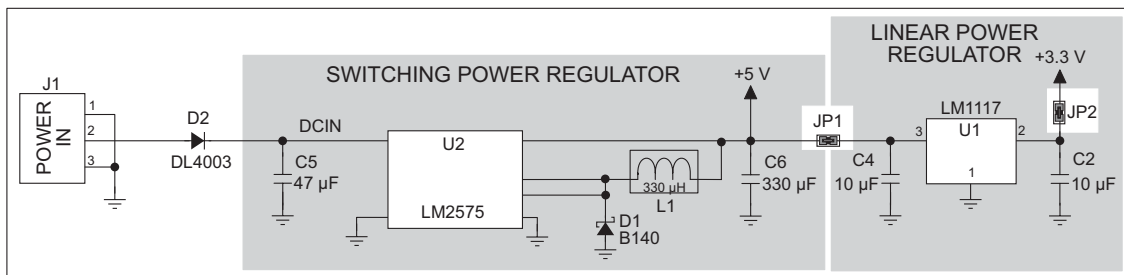 LINEAR POWER
REGULATOR
SWITCHING POWER REGULATOR
+5 V
+3.3 V
J1
POWER
IN
1
2
3
D2
DL4003
DCIN
C5
47 µF
U2
LM2575
330 µH
L1
D1
B140
C6
330 µF
JP1
C4
10 µF
LM1117
3
U1
2
1
JP2
C2
10 µF